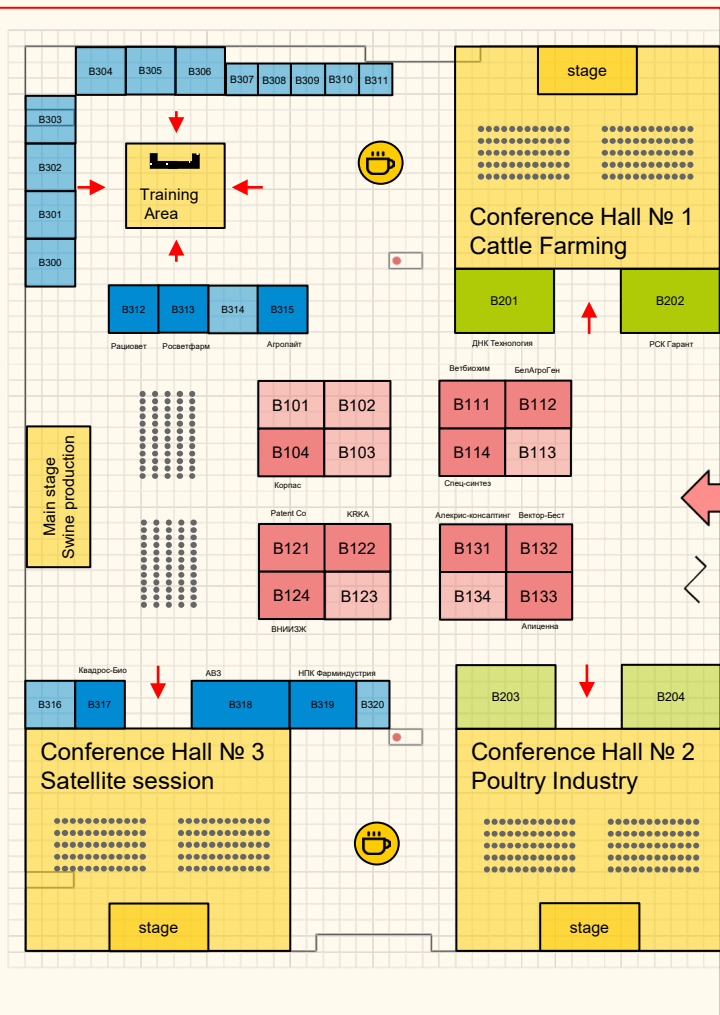 B304
B305
B306
B307
B308
B309
B310
B311
stage
B303
B302
B301
B300
Training
Area
Conference Hall № 1
Cattle Farming
B312
B313
B314
B315
Рациовет
Росветфарм
Агролайт
B201
B202
ДНК Технология
РСК Гарант
Ветбиохим
БелАгроГен
B101
B102
B111
B112
B104
B103
B114
B113
Корпас
Спец-синтез
Main stage
Swine production
Patent Co
KRKA
Алекрис-консалтинг
Вектор-Бест
B121
B122
B131
B132
B124
B123
B134
B133
ВНИИЗЖ
Апиценна
Квадрос-Био
АВЗ
НПК Фарминдустрия
B316
B317
B318
B319
B320
B203
B204
Conference Hall № 3
Satellite session
Conference Hall № 2
Poultry Industry
stage
stage